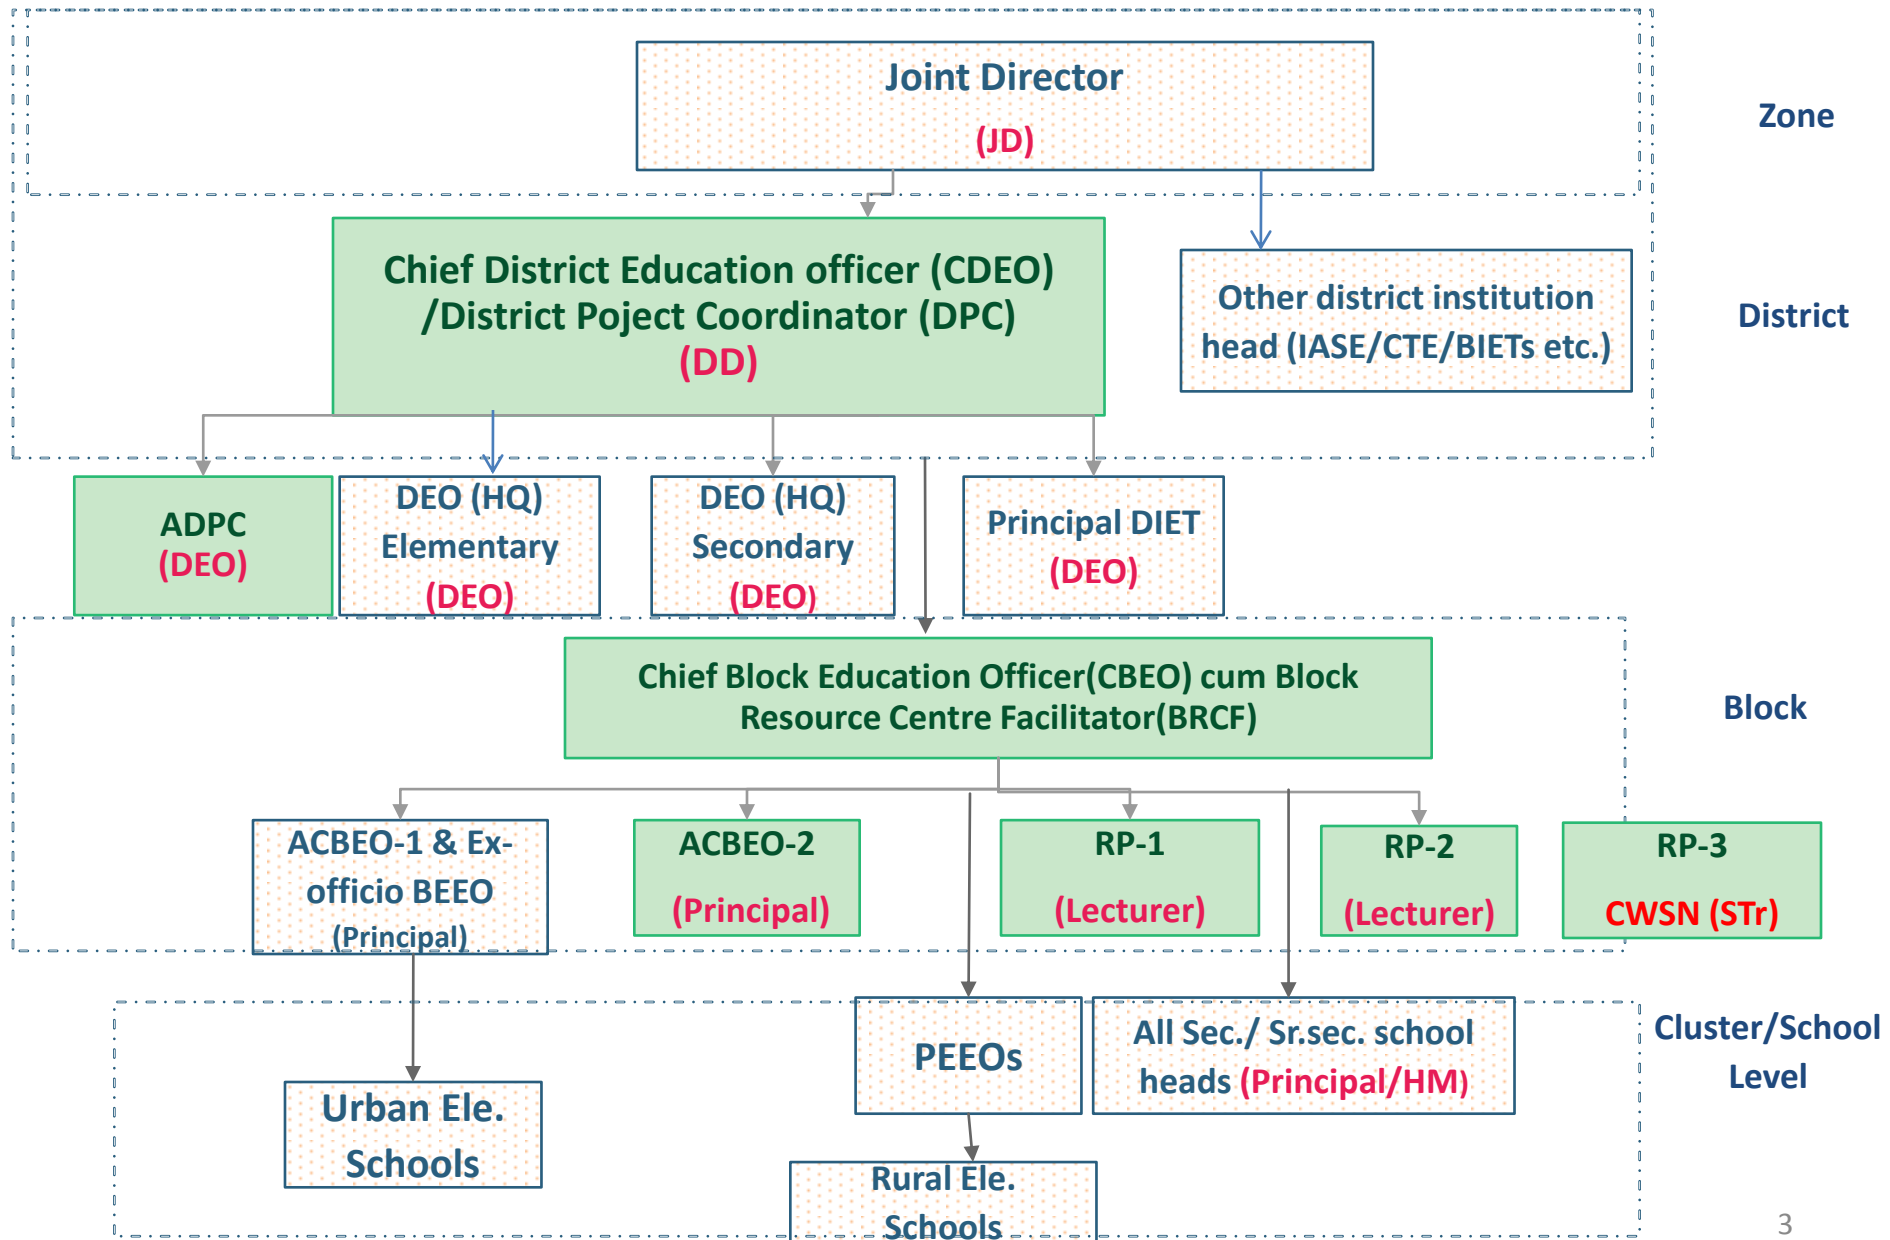 Joint Director
(JD)
Zone
Chief District Education officer (CDEO)
/District Poject Coordinator (DPC)
(DD)
Other district institution
head (IASE/CTE/BIETs etc.)
District
ADPC
(DEO)
DEO (HQ)
Elementary
(DEO)
DEO (HQ)
Secondary
(DEO)
Principal DIET
(DEO)
Chief Block Education Officer(CBEO) cum Block
Resource Centre Facilitator(BRCF)
Block
ACBEO-1 & Ex-
officio BEEO
(Principal)
ACBEO-2
(Principal)
RP-1
(Lecturer)
RP-2
(Lecturer)
RP-3
CWSN (STr)
PEEOs
All Sec./ Sr.sec. school
heads (Principal/HM)
Cluster/School
Level
Urban Ele.
Schools
Rural Ele.
Schools
3